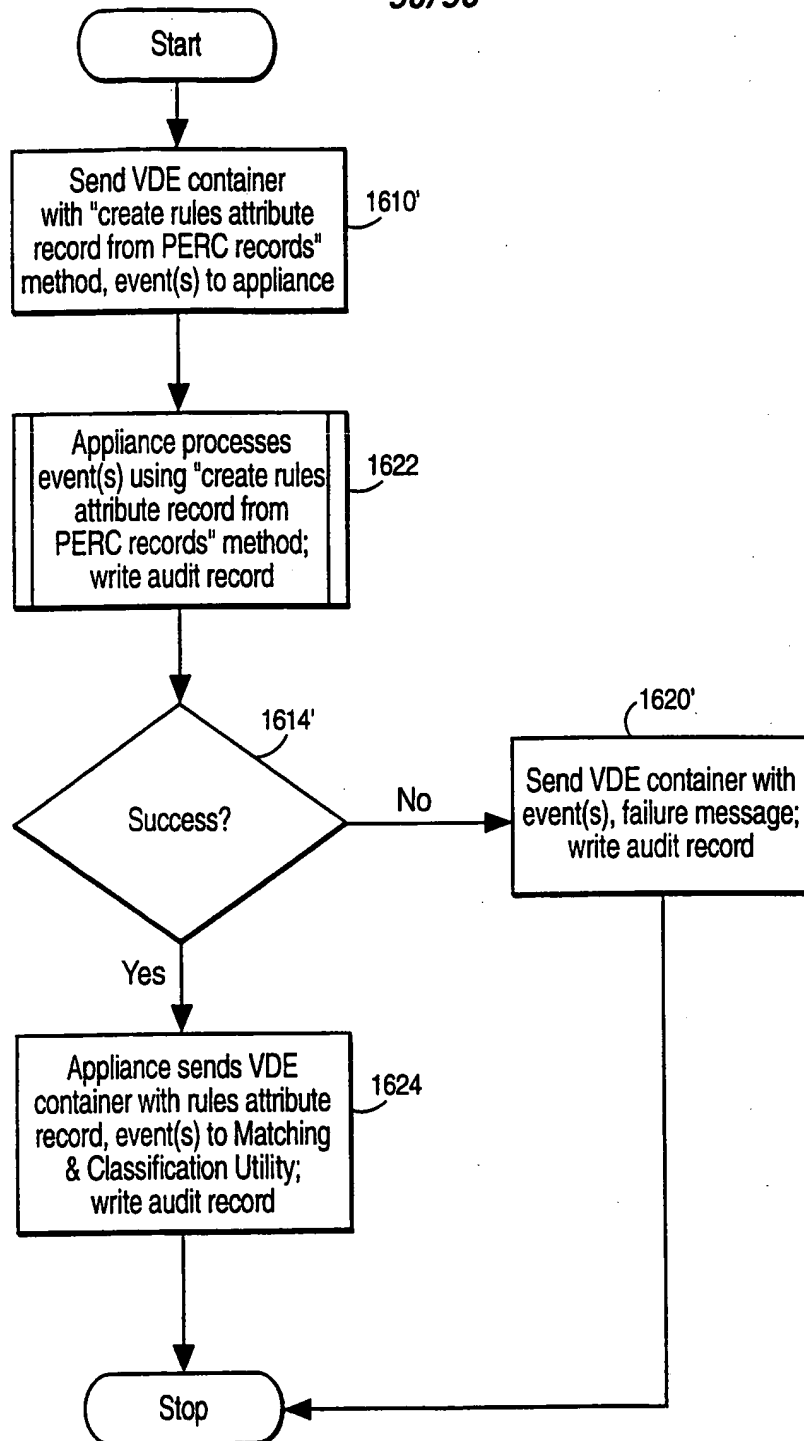 Start
Send VDE container
with "create rules attribute
record from PERC records"
method, event(s) to appliance
1610'
Appliance processes
event(s) using "create rules
attribute record from
PERC records" method;
write audit record
1622
1614'
Success?
No
1620'
Send VDE container with
event(s), failure message;
write audit record
Yes
Appliance sends VDE
container with rules attribute
record, event(s) to Matching
& Classification Utility;
write audit record
1624
Stop